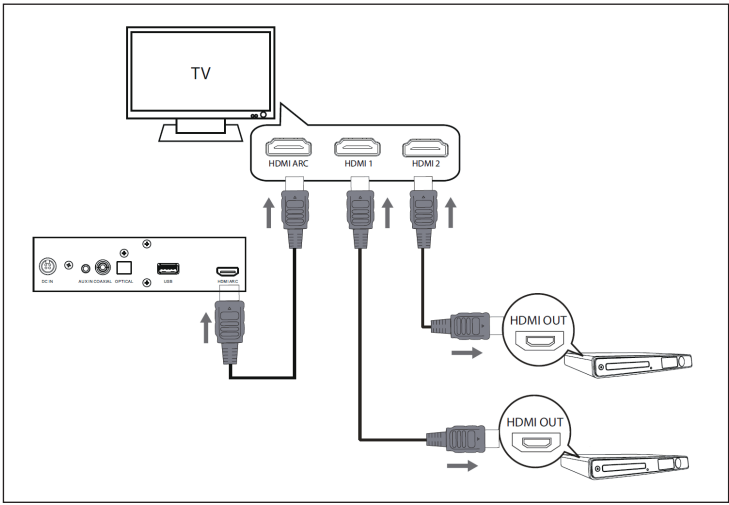 TV
HDMI ARC HDMI 1 HDMI 2
DC IN AUX IN COAXIAL OPTICAL USB HDMI ARC
HDMI OUT
HDMI OUT